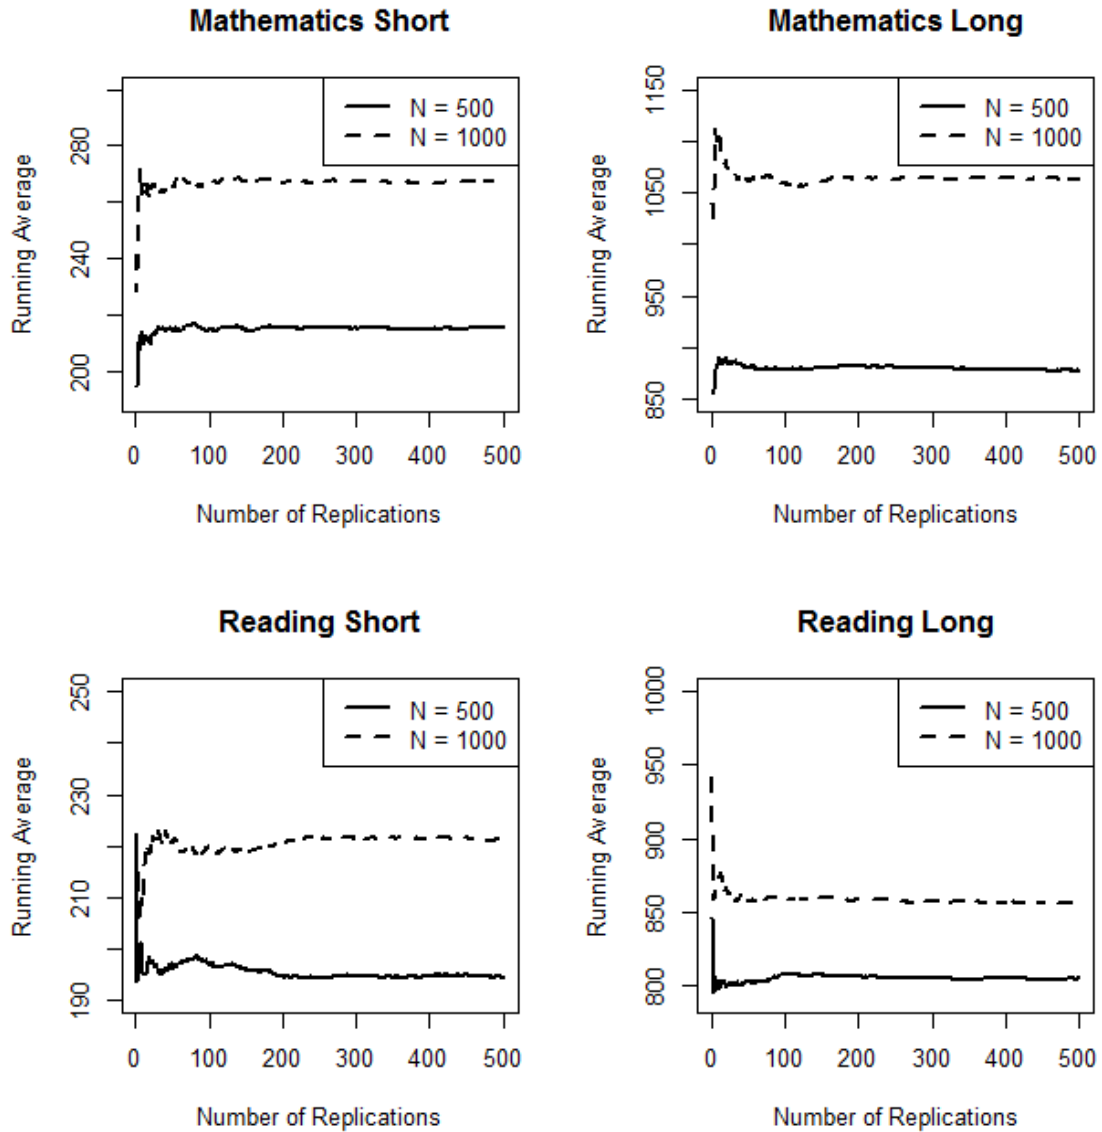 Mathematics Short
Running Average
280
240
200
N = 500
N = 1000
0 100 200 300 400 500
Number of Replications
Mathematics Long
Running Average
1150
1050
950
850
N = 500
N = 1000
0 100 200 300 400 500
Number of Replications
Reading Short
Running Average
250
230
210
190
N = 500
N = 1000
0 100 200 300 400 500
Number of Replications
Reading Long
Running Average
1000
950
900
850
800
N = 500
N = 1000
0 100 200 300 400 500
Number of Replications